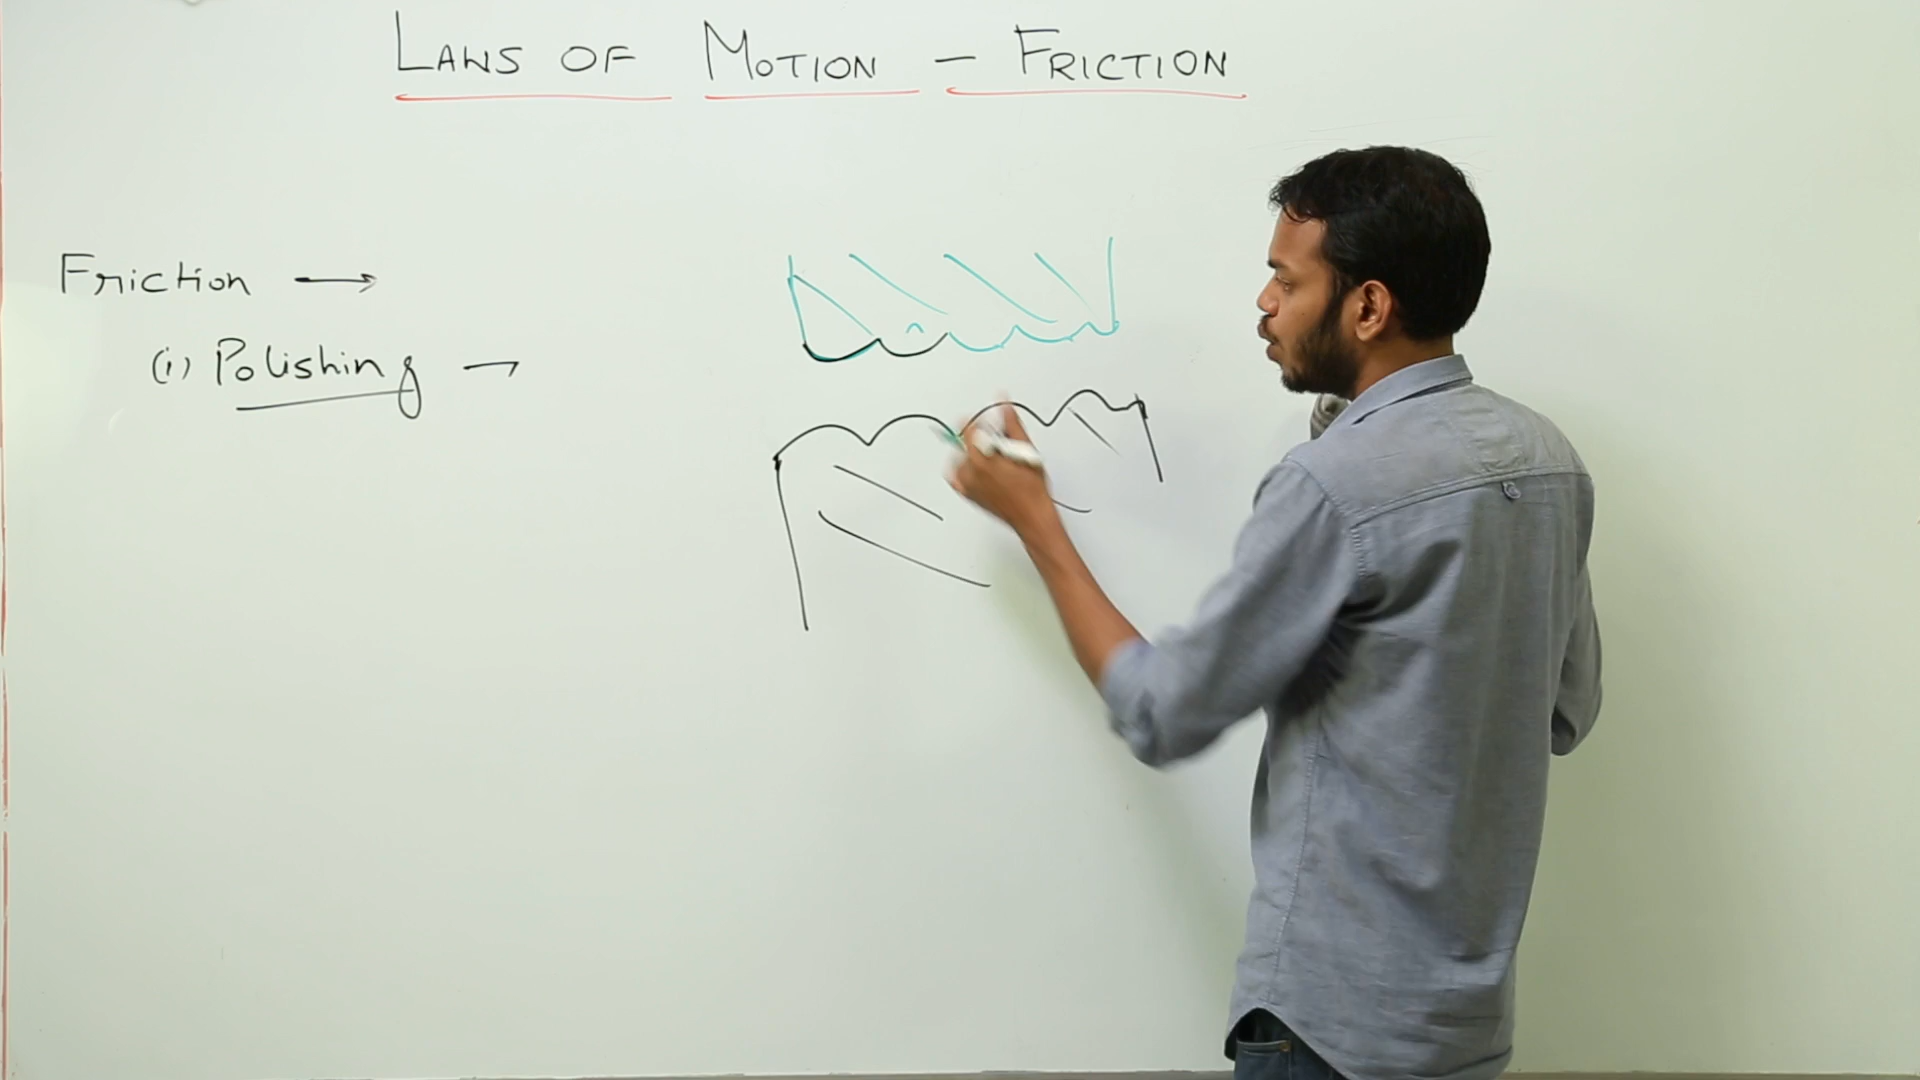 LAWS OF MOTION - FRICTION
Friction →
(i) Polishing →